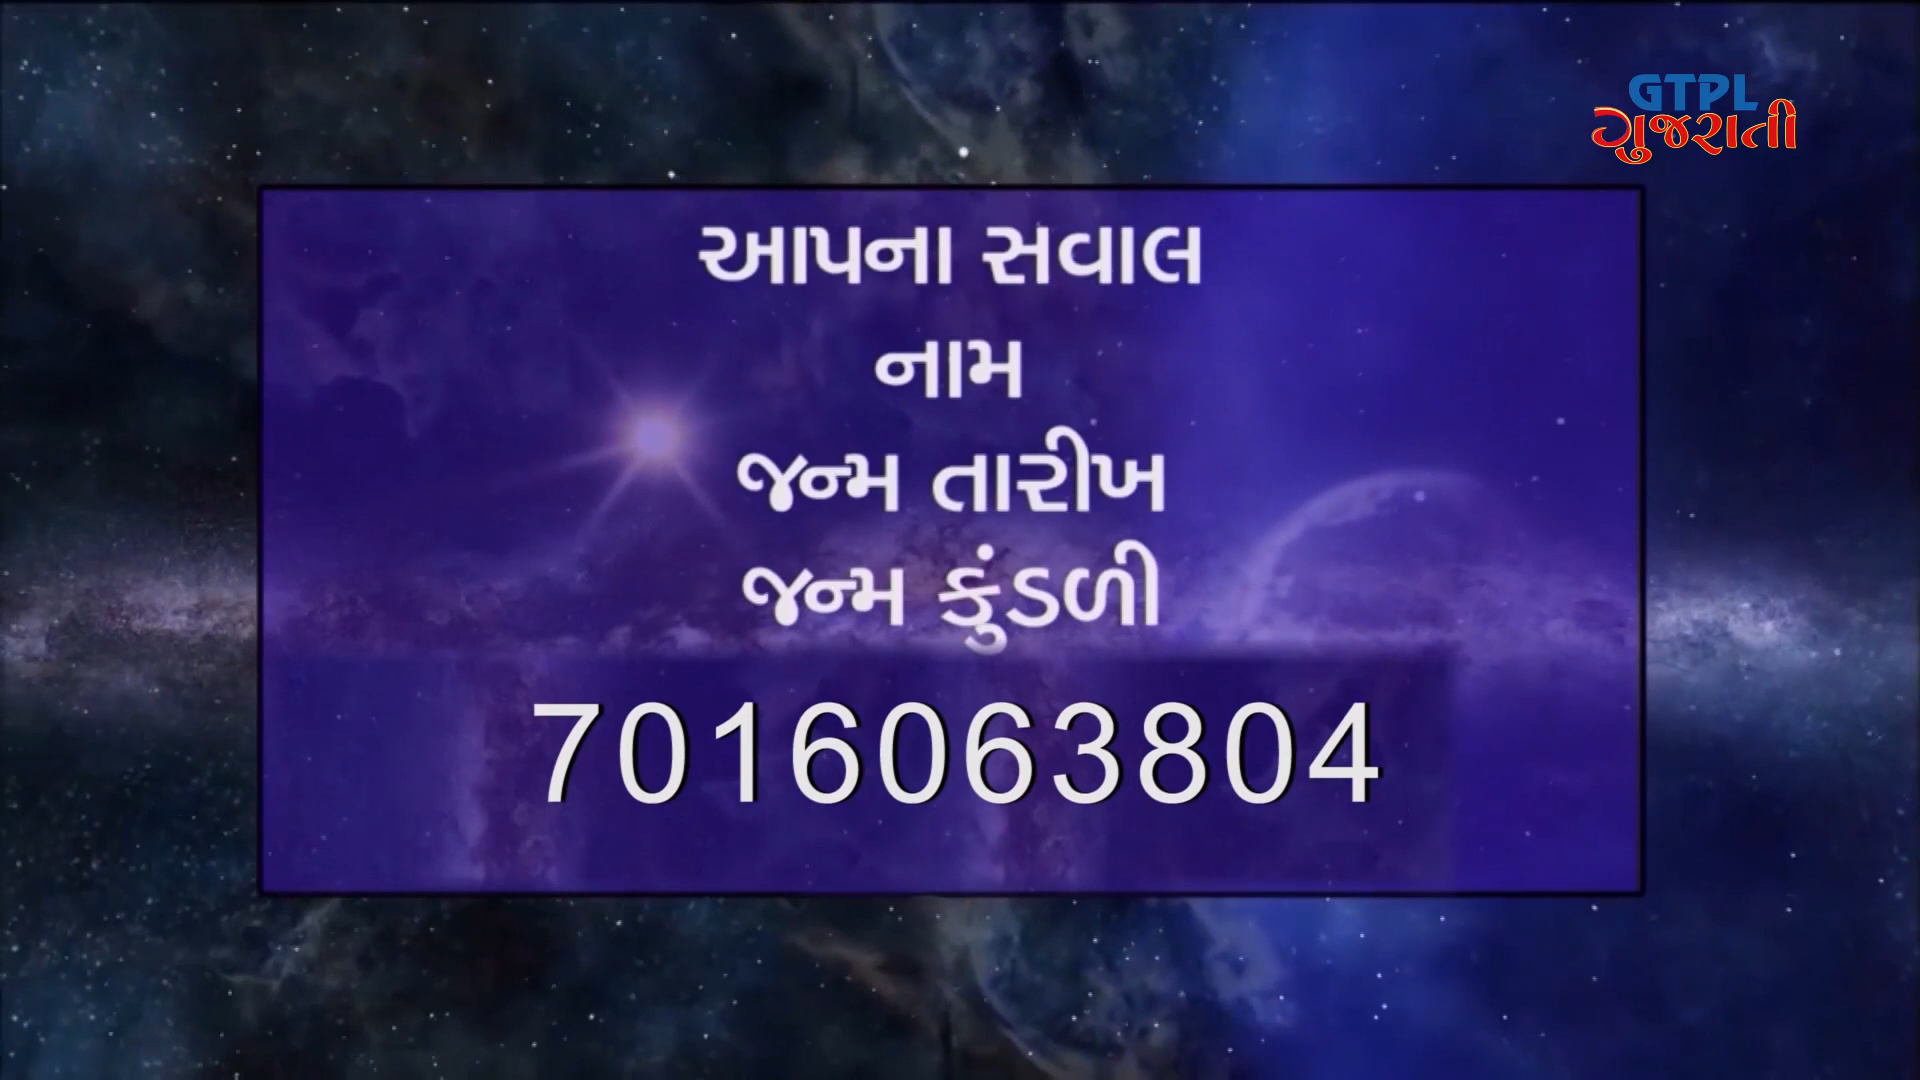 GTPL
ગુજરાતી
આપના સવાલ
નામ
જન્મ તારીખ
જન્મ કુંડળી
7016063804